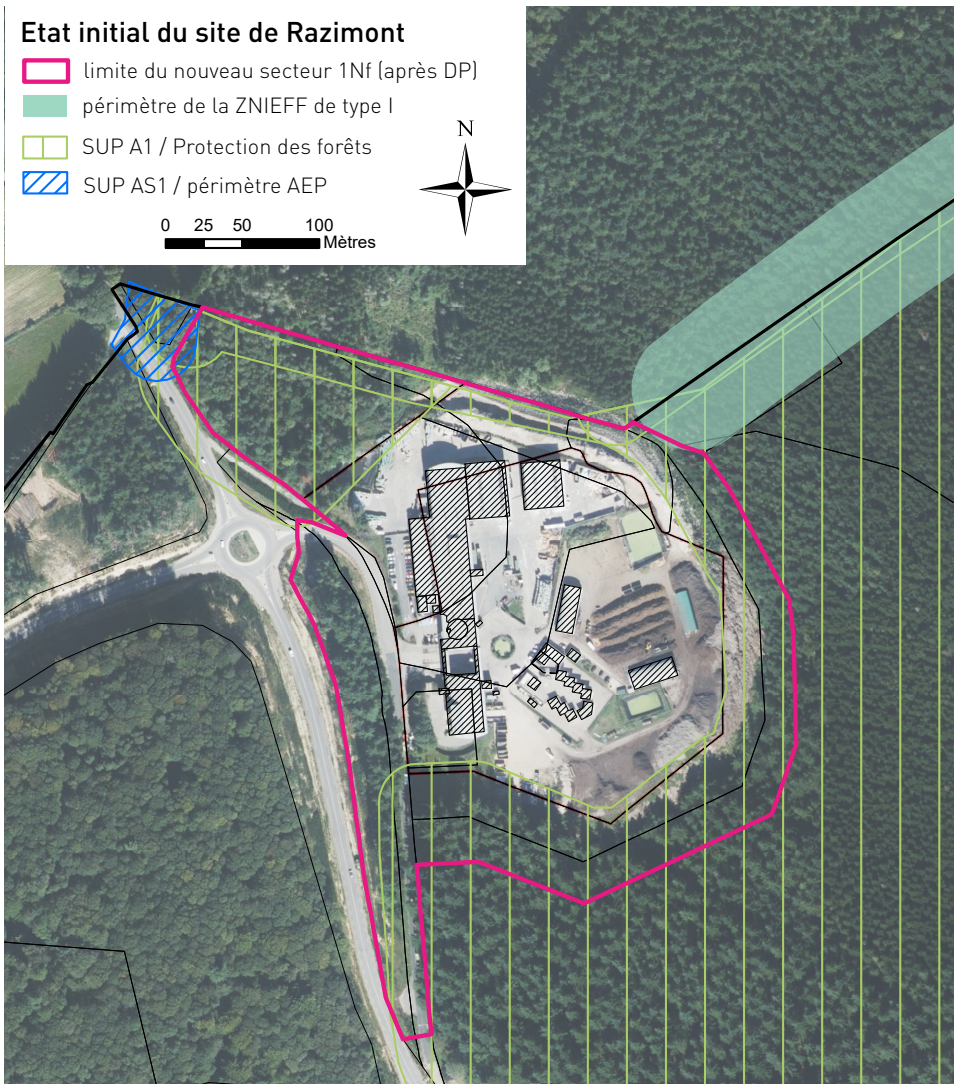 Etat initial du site de Razimont
limite du nouveau secteur 1Nf (après DP)
périmètre de la ZNIEFF de type I
SUP A1 / Protection des forêts
SUP AS1 / périmètre AEP
N
0 25 50 100
Mètres